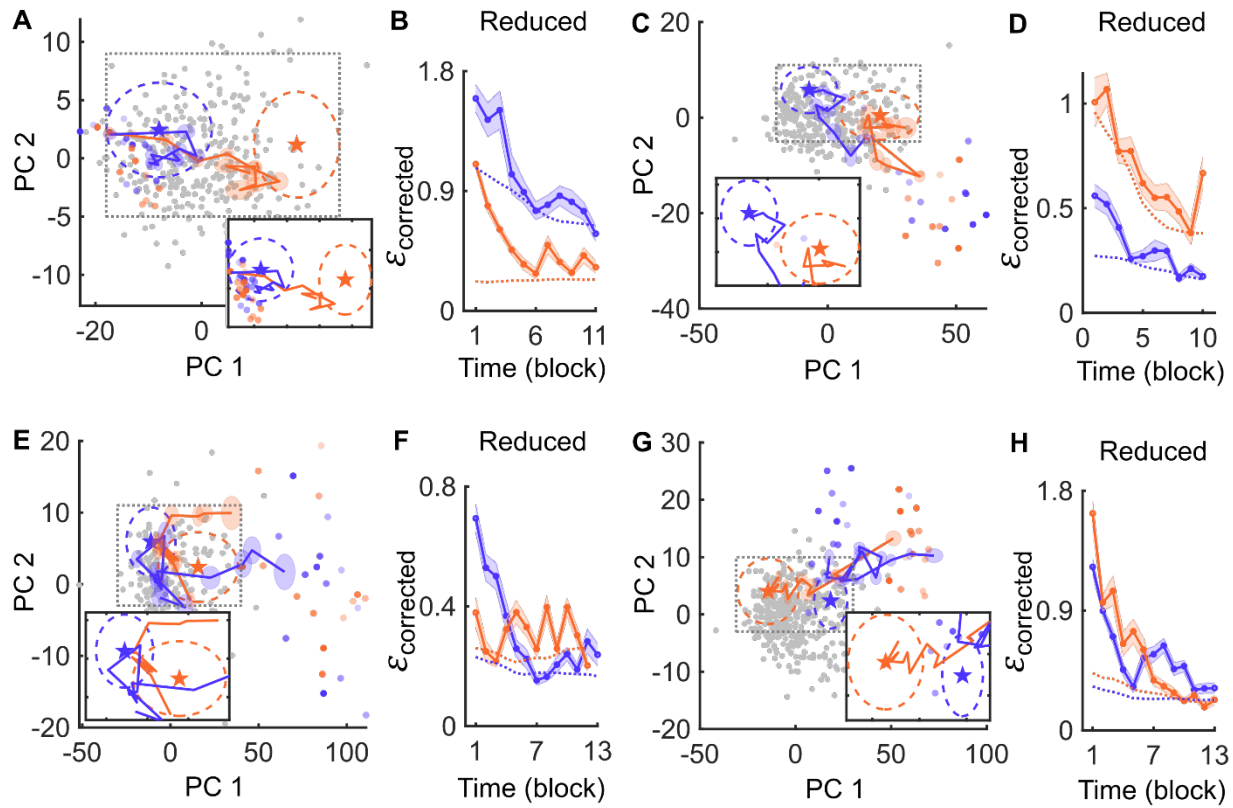 A
B
Reduced
C
D
Reduced
10
5
0
-5
-10
PC 2
-20
0
PC 1
1.8
0.9
0
εcorrected
1
6
11
Time (block)
20
0
-20
-40
PC 2
-50
0
50
PC 1
1
0.5
0
εcorrected
0
5
10
Time (block)
E
F
Reduced
G
H
Reduced
20
10
0
-10
-20
PC 2
-50
0
50
100
PC 1
0.8
0.4
0
εcorrected
1
7
13
Time (block)
30
20
10
0
-10
-20
PC 2
-50
0
50
100
PC 1
1.8
0.9
0
εcorrected
1
7
13
Time (block)